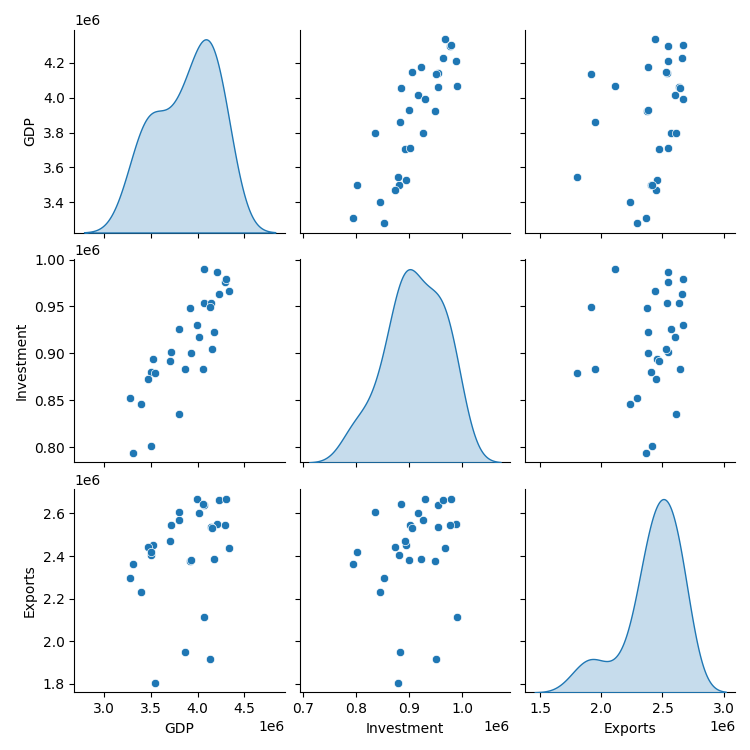 1e6
4.2
4.0
3.8
3.6
3.4
GDP
1e6
1.00
0.95
0.90
0.85
0.80
Investment
1e6
2.6
2.4
2.2
2.0
1.8
Exports
3.0 3.5 4.0 4.5 0.7 0.8 0.9 1.0 1.5 2.0 2.5 3.0
1e6 1e6 1e6
GDP Investment Exports